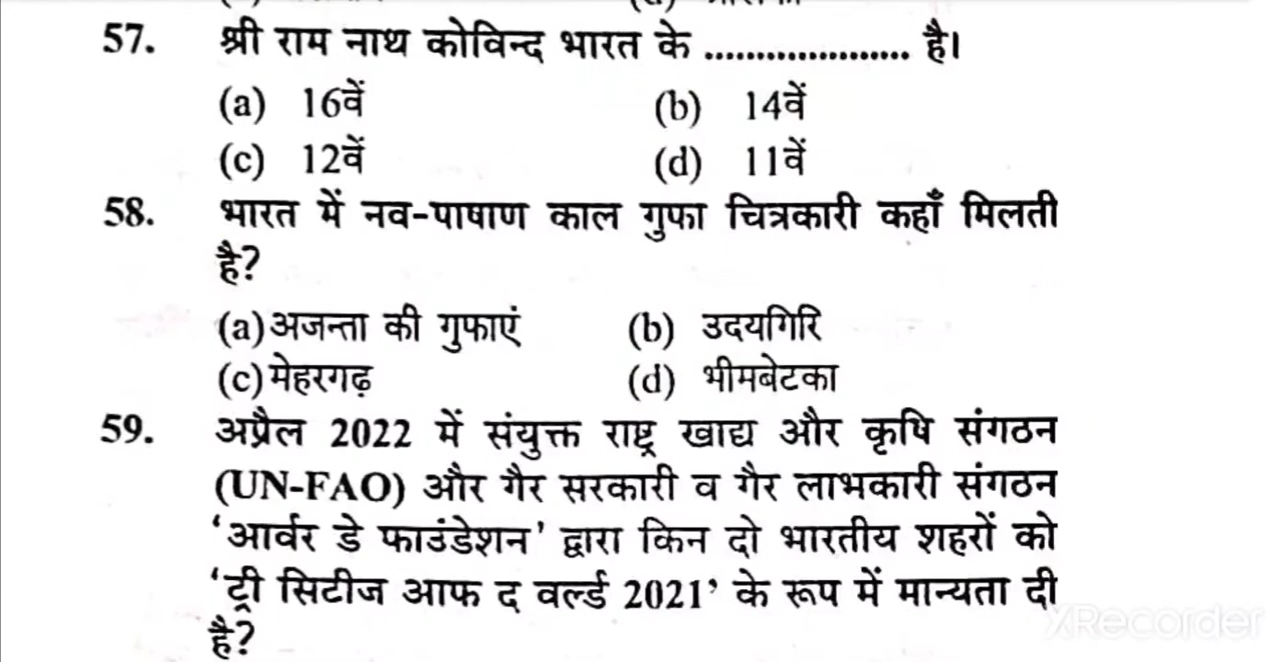 57. श्री राम नाथ कोविन्द भारत के .................... है।
(a) 16वें (b) 14वें
(c) 12वें (d) 11वें
58. भारत में नव-पाषाण काल गुफा चित्रकारी कहाँ मिलती
है?
(a) अजन्ता की गुफाएं (b) उदयगिरि
(c) मेहरगढ़ (d) भीमबेटका
59. अप्रैल 2022 में संयुक्त राष्ट्र खाद्य और कृषि संगठन
(UN-FAO) और गैर सरकारी व गैर लाभकारी संगठन
‘आर्वर डे फाउंडेशन’ द्वारा किन दो भारतीय शहरों को
‘ट्री सिटीज आफ द वर्ल्ड 2021’ के रूप में मान्यता दी
है?
XRecorder